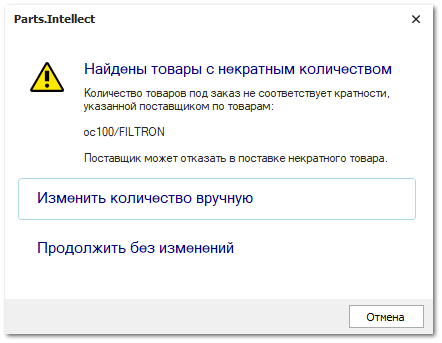 Parts.Intellect
Найдены товары с некратным количеством
Количество товаров под заказ не соответствует кратности,
указанной поставщиком по товарам:
oc100/FILTRON
Поставщик может отказать в поставке некратного товара.
Изменить количество вручную
Продолжить без изменений
Отмена